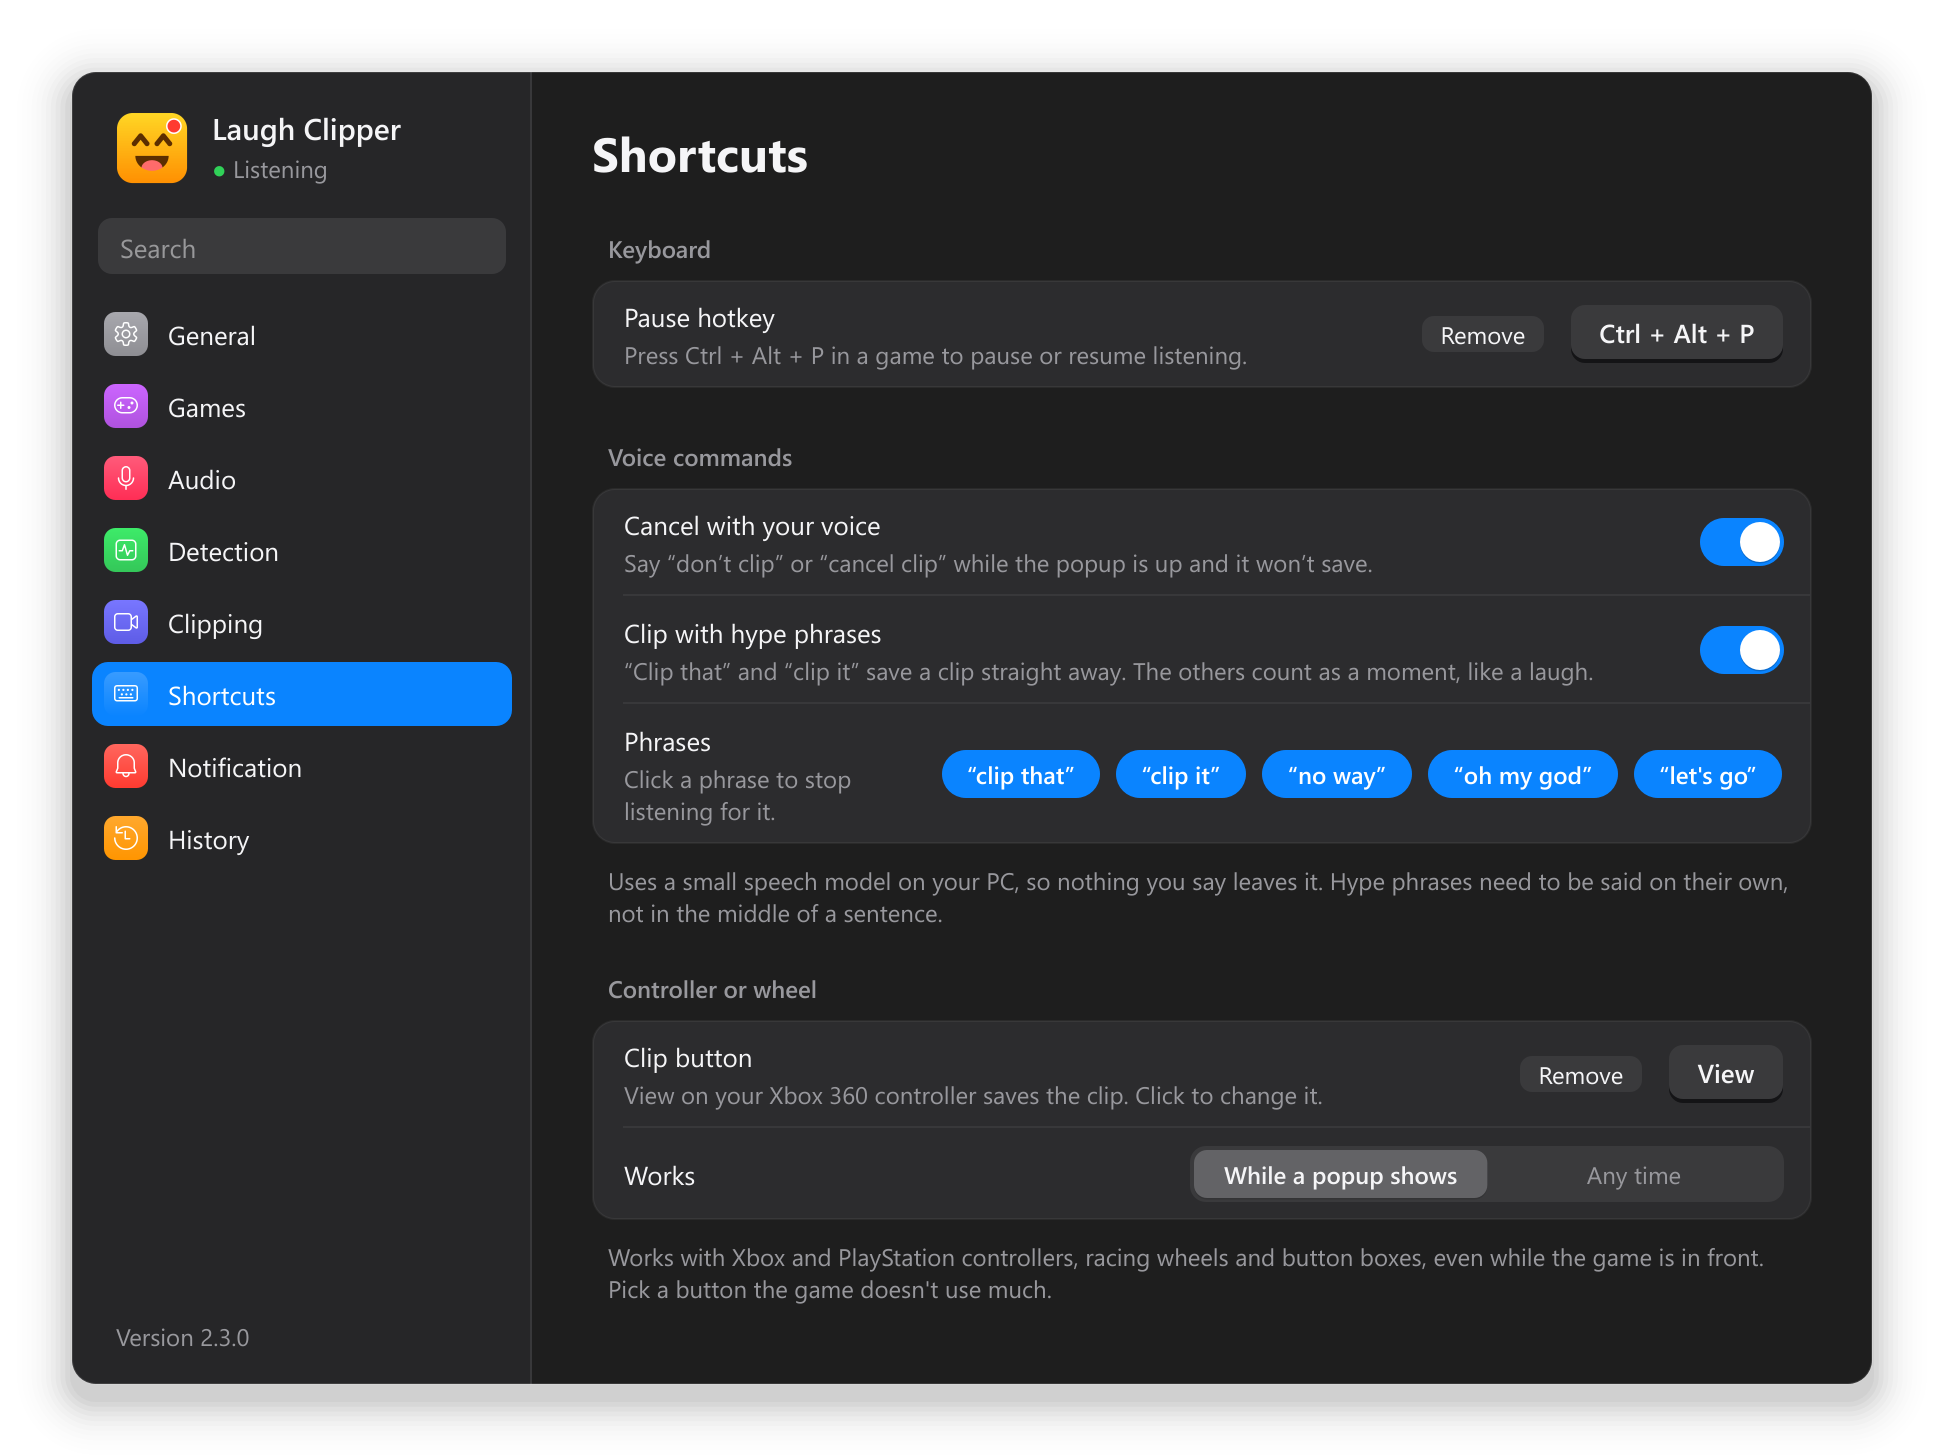 Laugh Clipper
Listening
Search
General
Games
Audio
Detection
Clipping
Shortcuts
Notification
History
Version 2.3.0
Shortcuts
Keyboard
Pause hotkey
Press Ctrl + Alt + P in a game to pause or resume listening.
Remove
Ctrl + Alt + P
Voice commands
Cancel with your voice
Say “don’t clip” or “cancel clip” while the popup is up and it won’t save.
Clip with hype phrases
“Clip that” and “clip it” save a clip straight away. The others count as a moment, like a laugh.
Phrases
Click a phrase to stop
listening for it.
“clip that”
“clip it”
“no way”
“oh my god”
“let's go”
Uses a small speech model on your PC, so nothing you say leaves it. Hype phrases need to be said on their own,
not in the middle of a sentence.
Controller or wheel
Clip button
View on your Xbox 360 controller saves the clip. Click to change it.
Remove
View
Works
While a popup shows
Any time
Works with Xbox and PlayStation controllers, racing wheels and button boxes, even while the game is in front.
Pick a button the game doesn't use much.